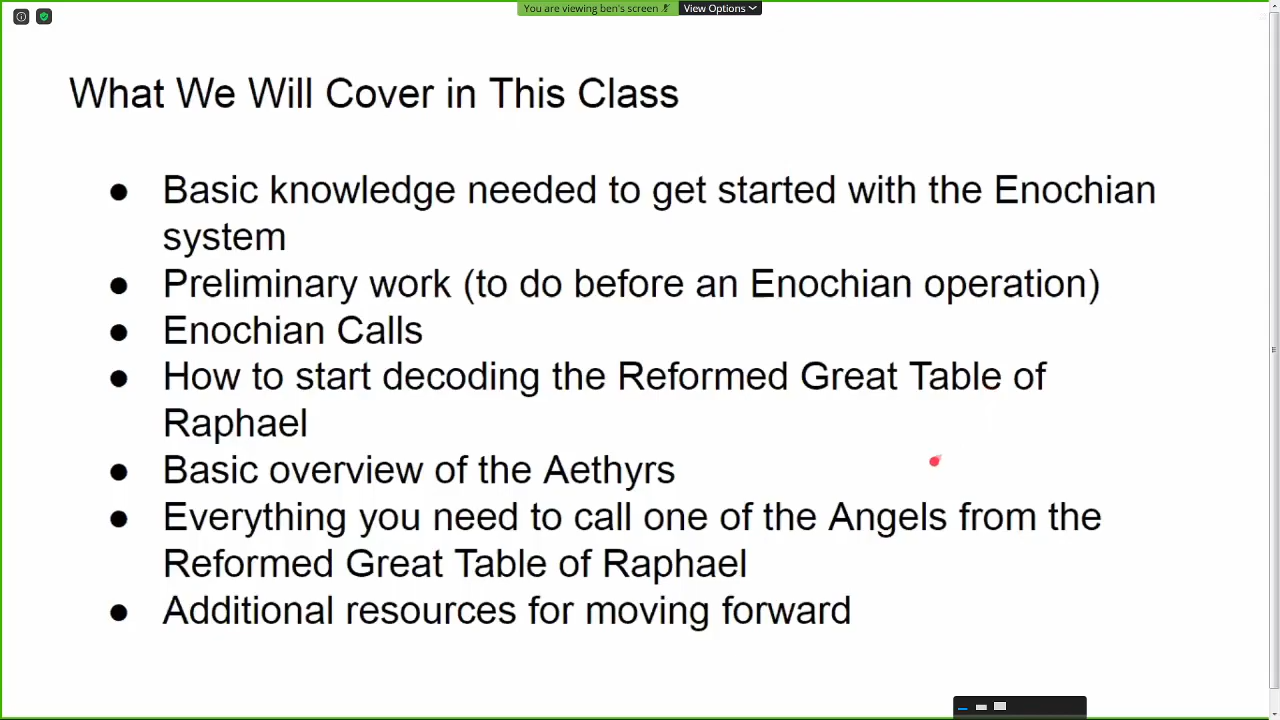 You are viewing ben's screen View Options
What We Will Cover in This Class
● Basic knowledge needed to get started with the Enochian
system
● Preliminary work (to do before an Enochian operation)
● Enochian Calls
● How to start decoding the Reformed Great Table of
Raphael
● Basic overview of the Aethyrs
● Everything you need to call one of the Angels from the
Reformed Great Table of Raphael
● Additional resources for moving forward